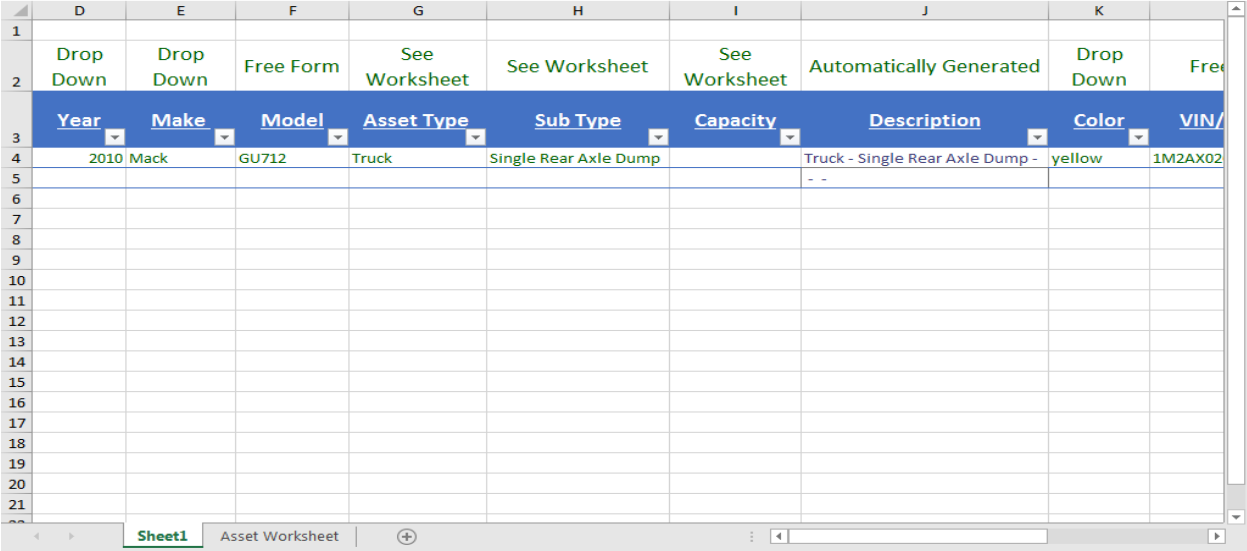 D E F G H I J K
1
2 Drop Down Drop Down Free Form See Worksheet See Worksheet See Worksheet Automatically Generated Drop Down Free
3 Year Make Model Asset Type Sub Type Capacity Description Color VIN/
4 2010 Mack GU712 Truck Single Rear Axle Dump Truck - Single Rear Axle Dump - yellow 1M2AX02
5 - -
6
7
8
9
10
11
12
13
14
15
16
17
18
19
20
21
Sheet1 Asset Worksheet